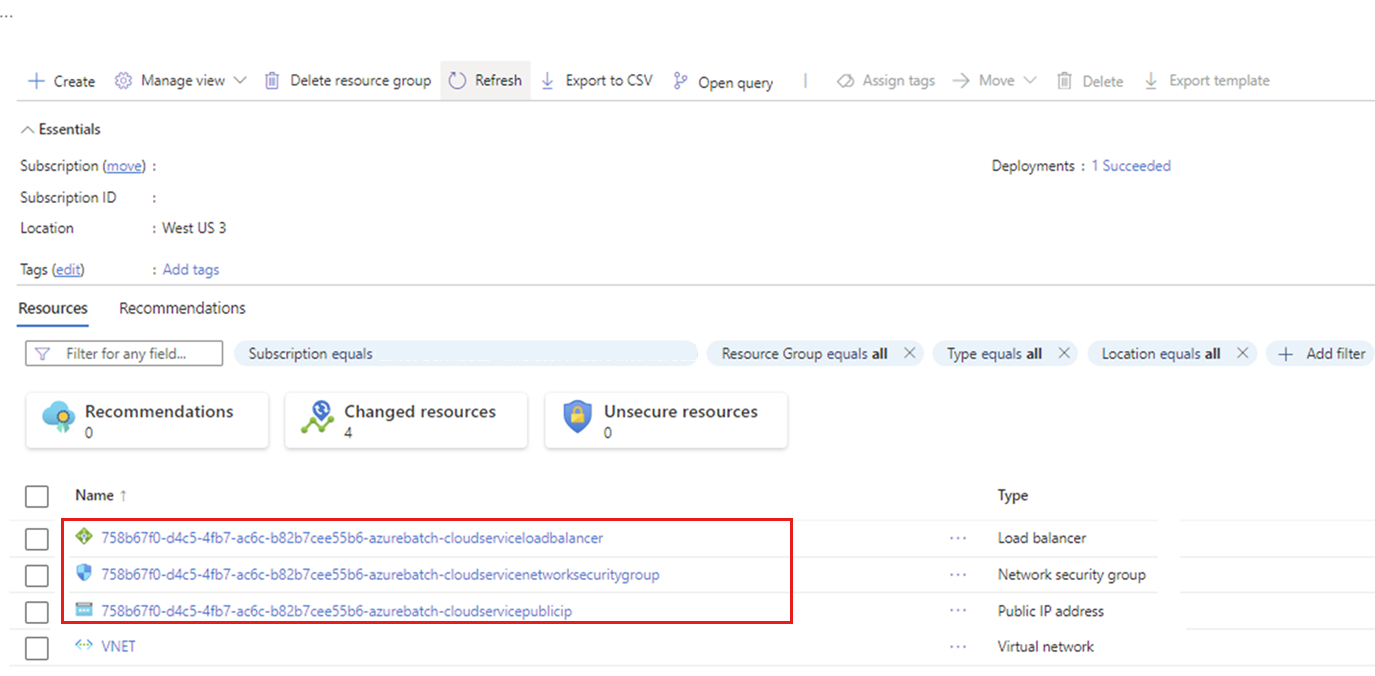 ...
Create Manage view Delete resource group Refresh Export to CSV Open query | Assign tags Move Delete Export template
Essentials
Subscription (move) : Deployments : 1 Succeeded
Subscription ID :
Location : West US 3
Tags (edit) : Add tags
Resources Recommendations
Filter for any field... Subscription equals Resource Group equals all × Type equals all × Location equals all × + Add filter
Recommendations Changed resources Unsecure resources
0 4 0
Name ↑ Type
758b67f0-d4c5-4fb7-ac6c-b82b7cee55b6-azurebatch-cloudserviceloadbalancer ... Load balancer
758b67f0-d4c5-4fb7-ac6c-b82b7cee55b6-azurebatch-cloudservicenetworksecuritygroup ... Network security group
758b67f0-d4c5-4fb7-ac6c-b82b7cee55b6-azurebatch-cloudservicepublicip ... Public IP address
VNET ... Virtual network